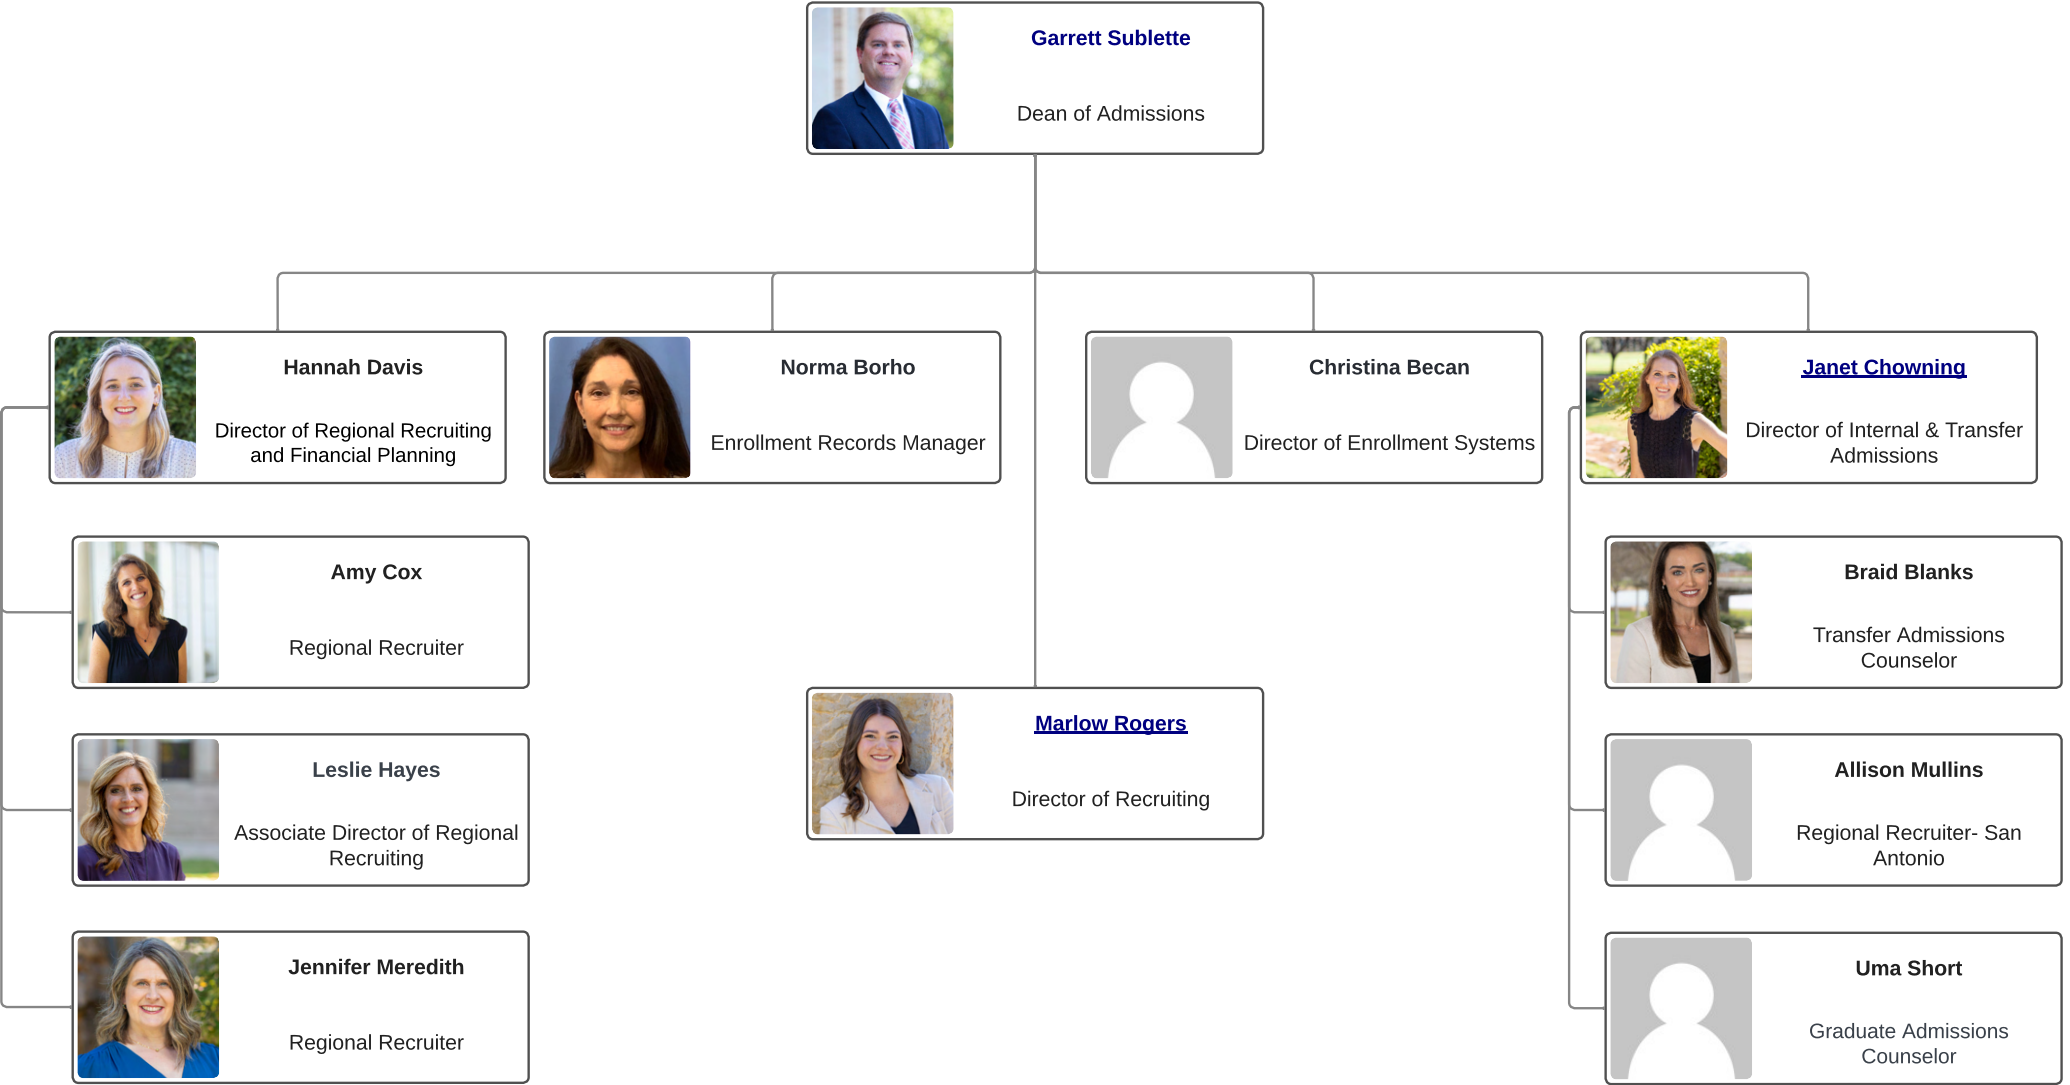 Garrett Sublette
Dean of Admissions
Hannah Davis
Director of Regional Recruiting
and Financial Planning
Norma Borho
Enrollment Records Manager
Christina Becan
Director of Enrollment Systems
Janet Chowning
Director of Internal & Transfer
Admissions
Amy Cox
Regional Recruiter
Braid Blanks
Transfer Admissions
Counselor
Marlow Rogers
Director of Recruiting
Leslie Hayes
Associate Director of Regional
Recruiting
Allison Mullins
Regional Recruiter- San
Antonio
Jennifer Meredith
Regional Recruiter
Uma Short
Graduate Admissions
Counselor